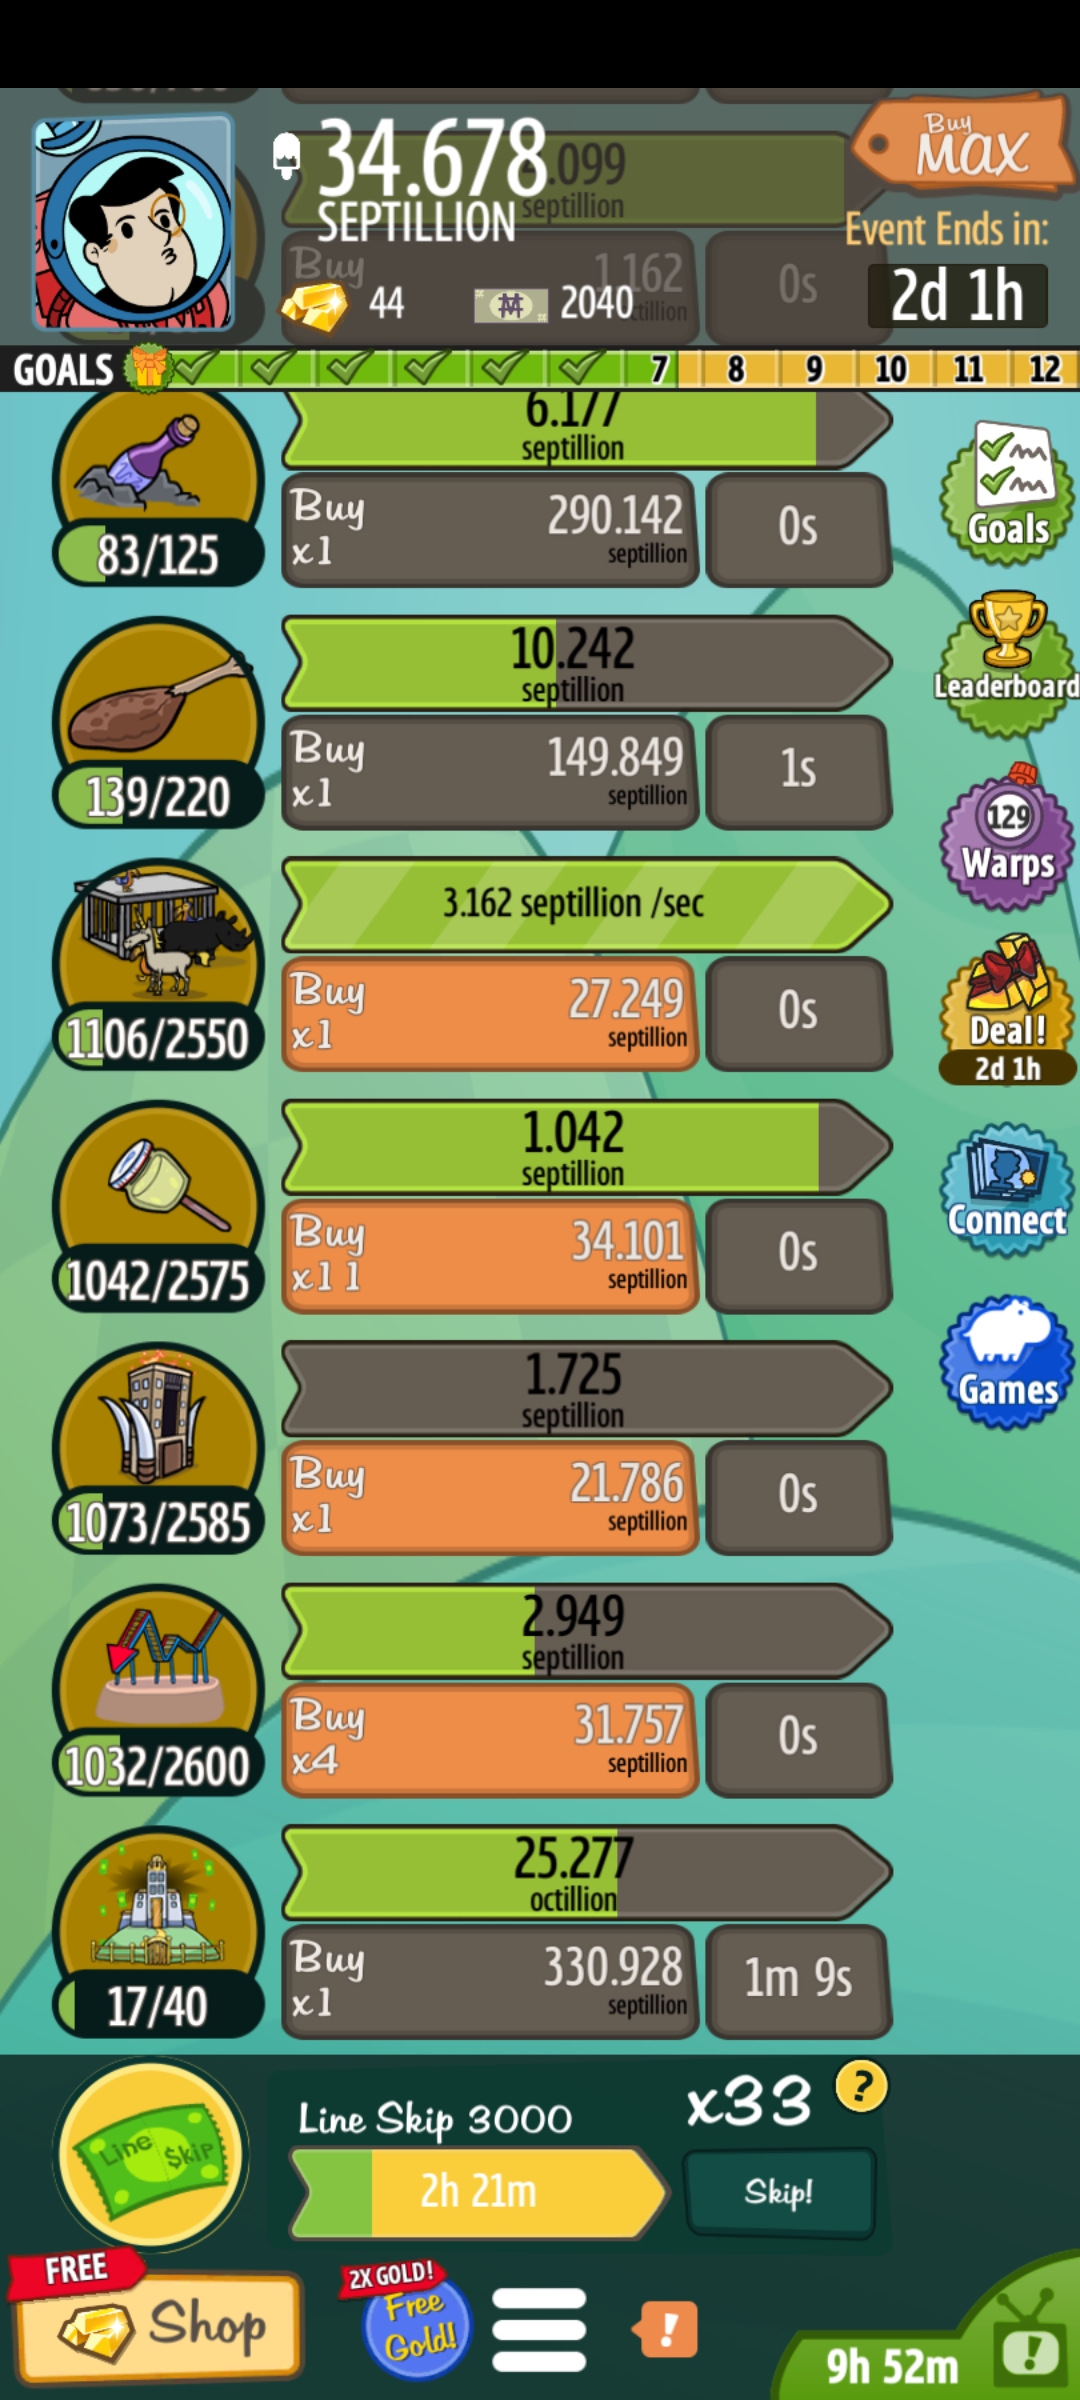 34.678
SEPTILLION
.099
septillion
Buy
MAX
Event Ends in:
2d 1h
Buy
1.162
0s
44
2040
GOALS
7
8
9
10
11
12
6.177
septillion
83/125
Buy
x1
290.142
septillion
0s
Goals
10.242
septillion
139/220
Buy
x1
149.849
septillion
1s
Leaderboard
3.162 septillion /sec
1106/2550
Buy
x1
27.249
septillion
0s
129
Warps
Deal!
2d 1h
1.042
septillion
1042/2575
Buy
x11
34.101
septillion
0s
Connect
1.725
septillion
1073/2585
Buy
x1
21.786
septillion
0s
Games
2.949
septillion
1032/2600
Buy
x4
31.757
septillion
0s
25.277
octillion
17/40
Buy
x1
330.928
septillion
1m 9s
Line $kip
Line Skip 3000
x33
?
2h 21m
Skip!
FREE
Shop
2X GOLD!
Free
Gold!
!
9h 52m
!